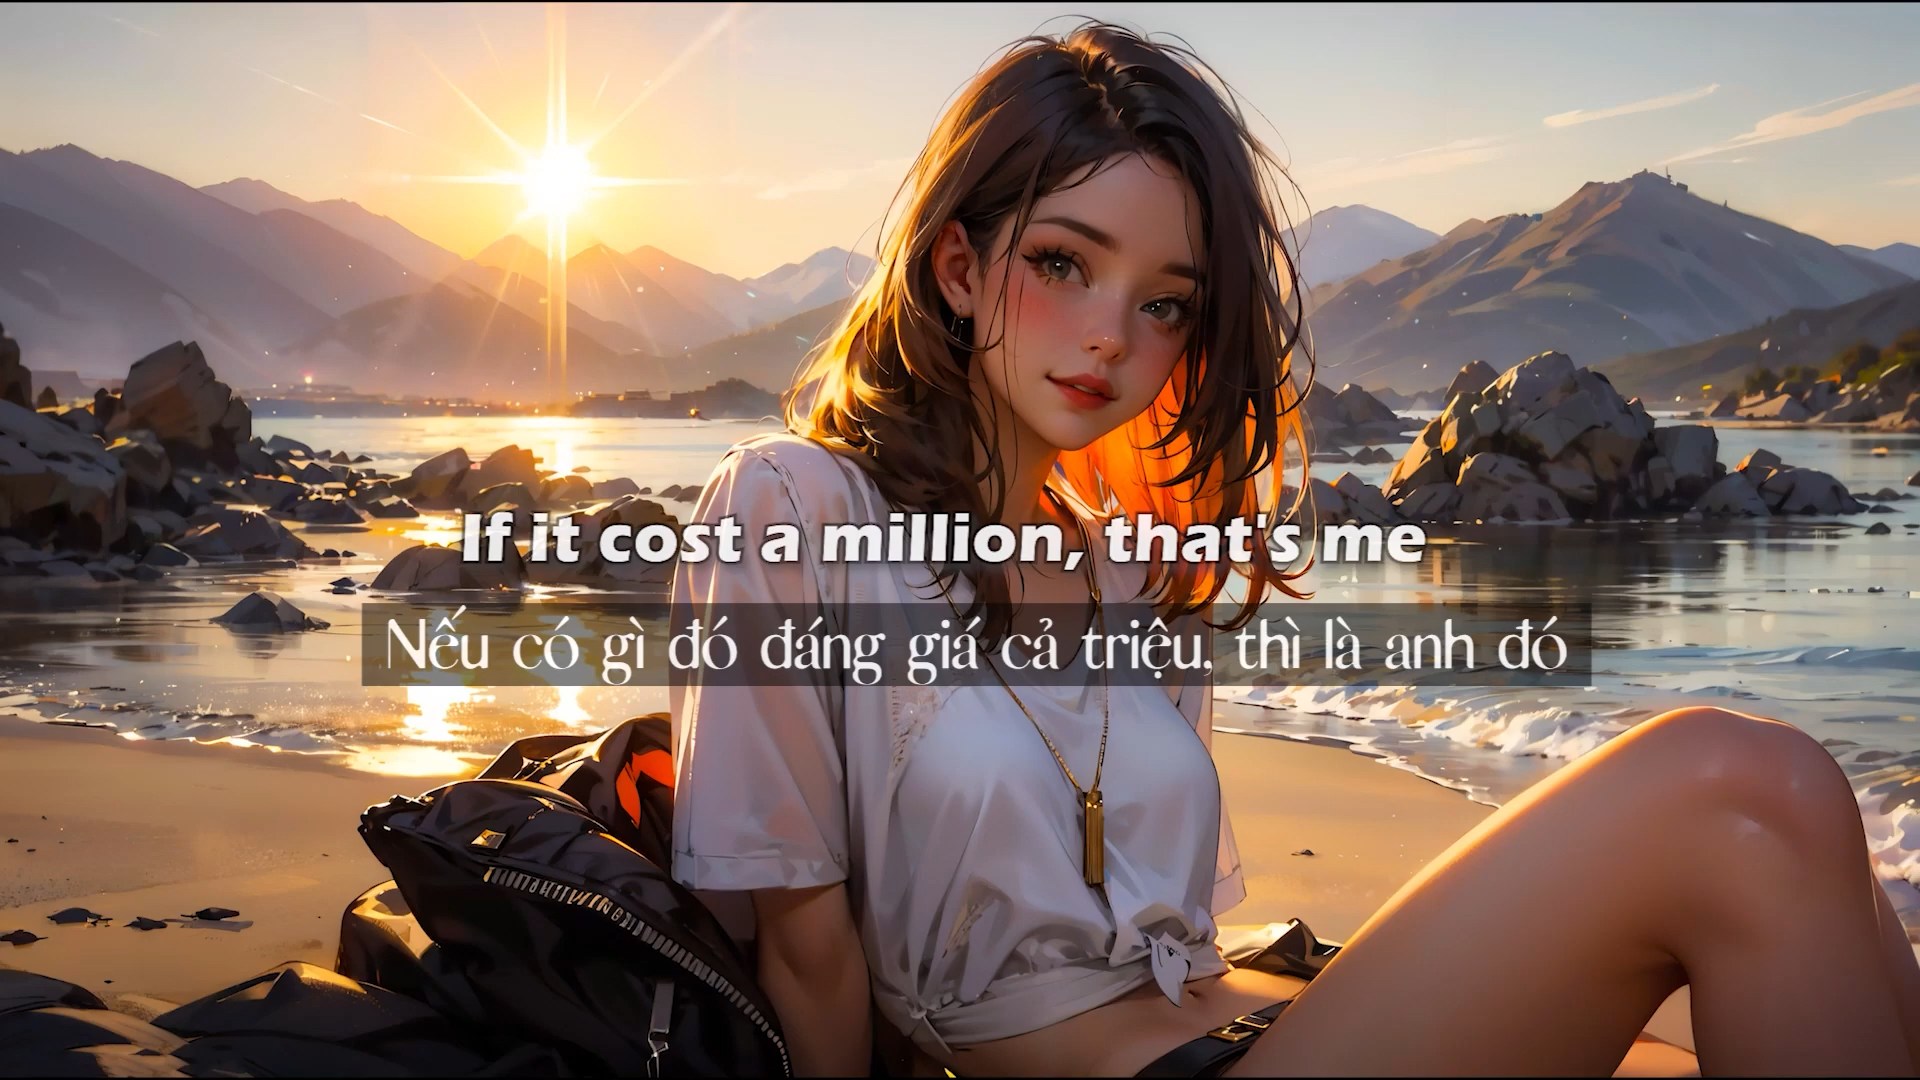 If it cost a million, that's me
Nếu có gì đó đáng giá cả triệu, thì là anh đó